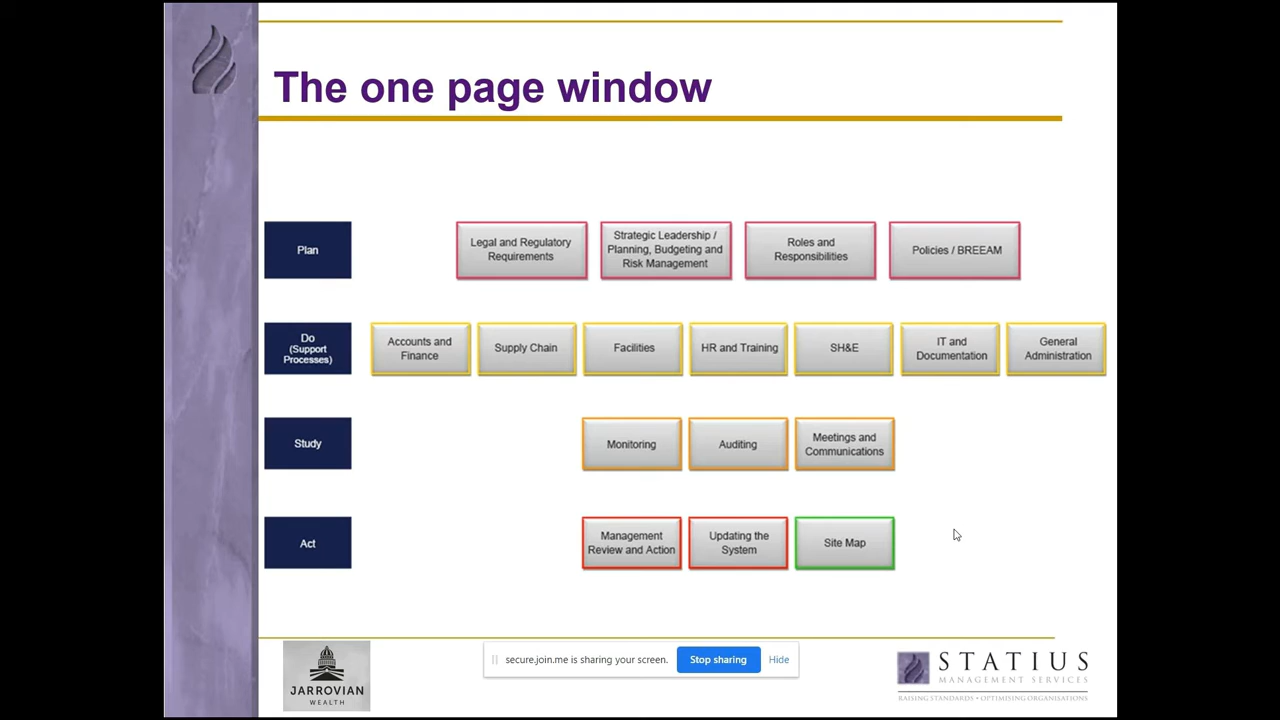 The one page window
Plan
Legal and Regulatory
Requirements
Strategic Leadership /
Planning, Budgeting and
Risk Management
Roles and
Responsibilities
Policies / BREEAM
Do
(Support
Processes)
Accounts and
Finance
Supply Chain
Facilities
HR and Training
SH&E
IT and
Documentation
General
Administration
Study
Monitoring
Auditing
Meetings and
Communications
Act
Management
Review and Action
Updating the
System
Site Map
JARROVIAN
WEALTH
secure.join.me is sharing your screen.
Stop sharing
Hide
STATIUS
MANAGEMENT SERVICES
RAISING STANDARDS • OPTIMISING ORGANISATIONS